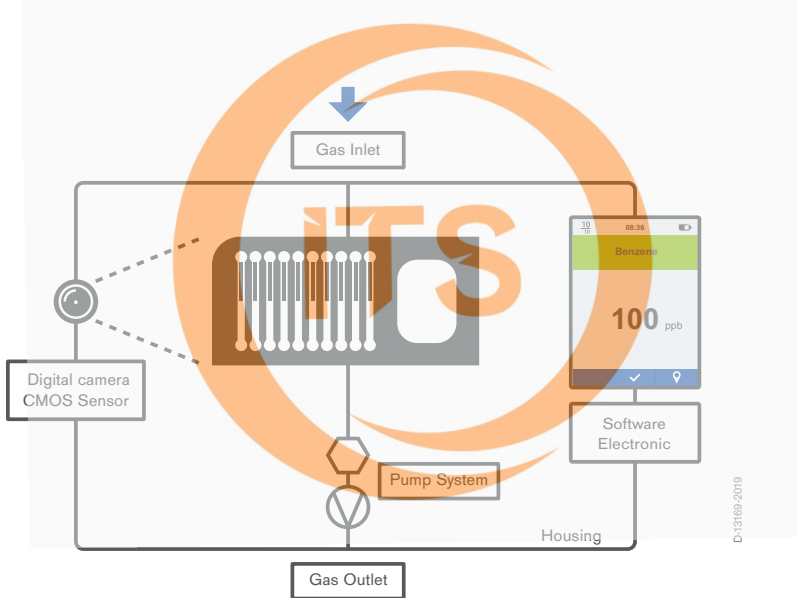 Gas Inlet
ITS
10
10
08:36
Benzene
100 ppb
Digital camera
CMOS Sensor
Software
Electronic
Pump System
Housing
Gas Outlet
D-13169-2019